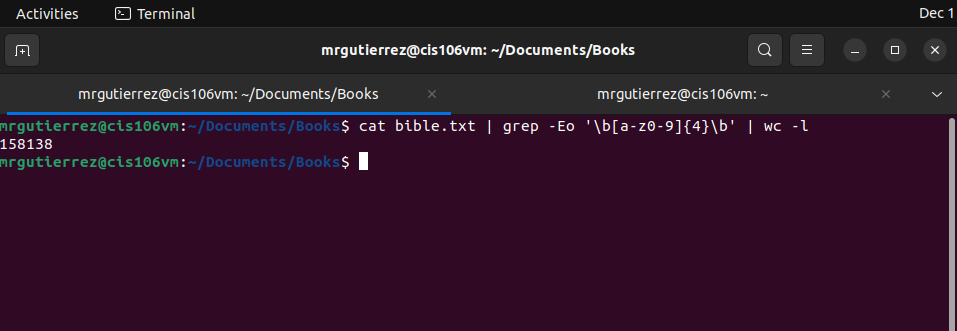 Activities Terminal Dec 1
mrgutierrez@cis106vm: ~/Documents/Books
mrgutierrez@cis106vm: ~/Documents/Books mrgutierrez@cis106vm: ~
mrgutierrez@cis106vm:~/Documents/Books$ cat bible.txt | grep -Eo '\b[a-z0-9]{4}\b' | wc -l
158138
mrgutierrez@cis106vm:~/Documents/Books$